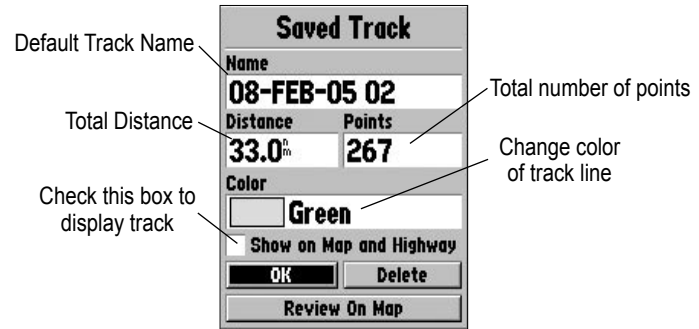 Saved Track
Default Track Name
Name
08-FEB-05 02
Total number of points
Total Distance
Distance
Points
33.0nm
267
Change color
of track line
Color
Green
Check this box to
display track
Show on Map and Highway
OK
Delete
Review On Map